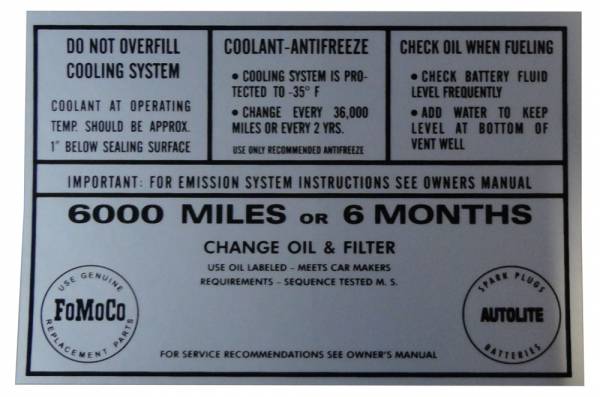 DO NOT OVERFILL
COOLING SYSTEM
COOLANT AT OPERATING
TEMP. SHOULD BE APPROX.
1" BELOW SEALING SURFACE
COOLANT-ANTIFREEZE
• COOLING SYSTEM IS PRO-
TECTED TO -35° F
• CHANGE EVERY 36,000
MILES OR EVERY 2 YRS.
USE ONLY RECOMMENDED ANTIFREEZE
CHECK OIL WHEN FUELING
• CHECK BATTERY FLUID
LEVEL FREQUENTLY
• ADD WATER TO KEEP
LEVEL AT BOTTOM OF
VENT WELL
IMPORTANT: FOR EMISSION SYSTEM INSTRUCTIONS SEE OWNERS MANUAL
6000 MILES OR 6 MONTHS
CHANGE OIL & FILTER
USE OIL LABELED – MEETS CAR MAKERS
REQUIREMENTS – SEQUENCE TESTED M. S.
USE GENUINE
FoMoCo
REPLACEMENT PARTS
SPARK PLUGS
AUTOLITE
BATTERIES
FOR SERVICE RECOMMENDATIONS SEE OWNER'S MANUAL